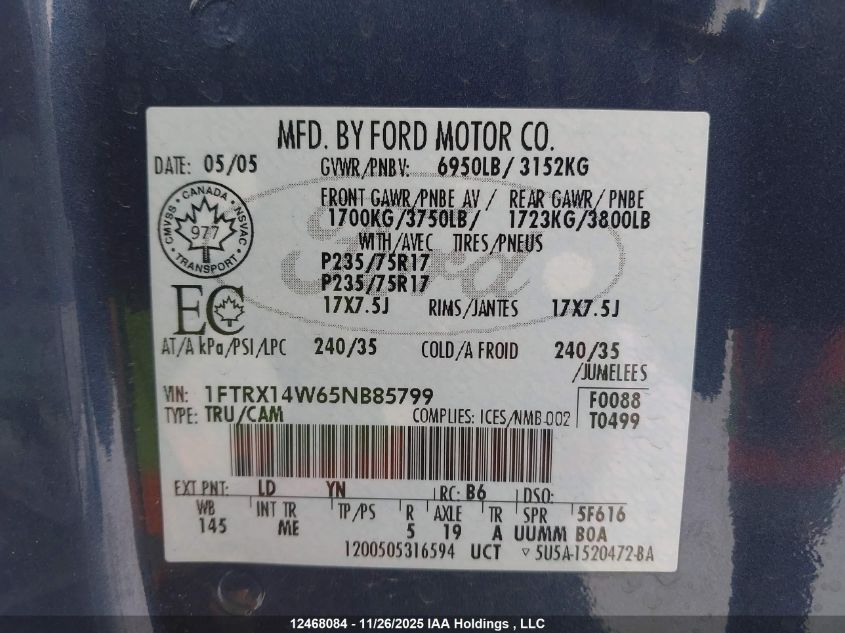 MFD. BY FORD MOTOR CO.
DATE: 05/05 GVWR/PNBV: 6950LB/ 3152KG
FRONT GAWR/PNBE AV/ REAR GAWR/ PNBE
1700KG/3750LB/ 1723KG/3800LB
WITH/AVEC TIRES/PNEUS
P235/75R17
P235/75R17
17X7.5J RIMS/JANTES 17X7.5J
CANADA
CMVSS NSVAC
977
TRANSPORT
Ford
EC
AT/A kPa/PSI/LPC 240/35 COLD/A FROID 240/35
/JUMELEES
VIN: 1FTRX14W65NB85799 F0088
TYPE: TRU/CAM COMPLIES: ICES/NMB-002 T0499
EXT PNT: LD YN RC: B6 DSO:
WB INT TR TP/PS R AXLE TR SPR 5F616
145 ME 5 19 A UUMM BOA
1200505316594 UCT ▽ 5U5A-1520472-BA
12468084 - 11/26/2025 IAA Holdings , LLC